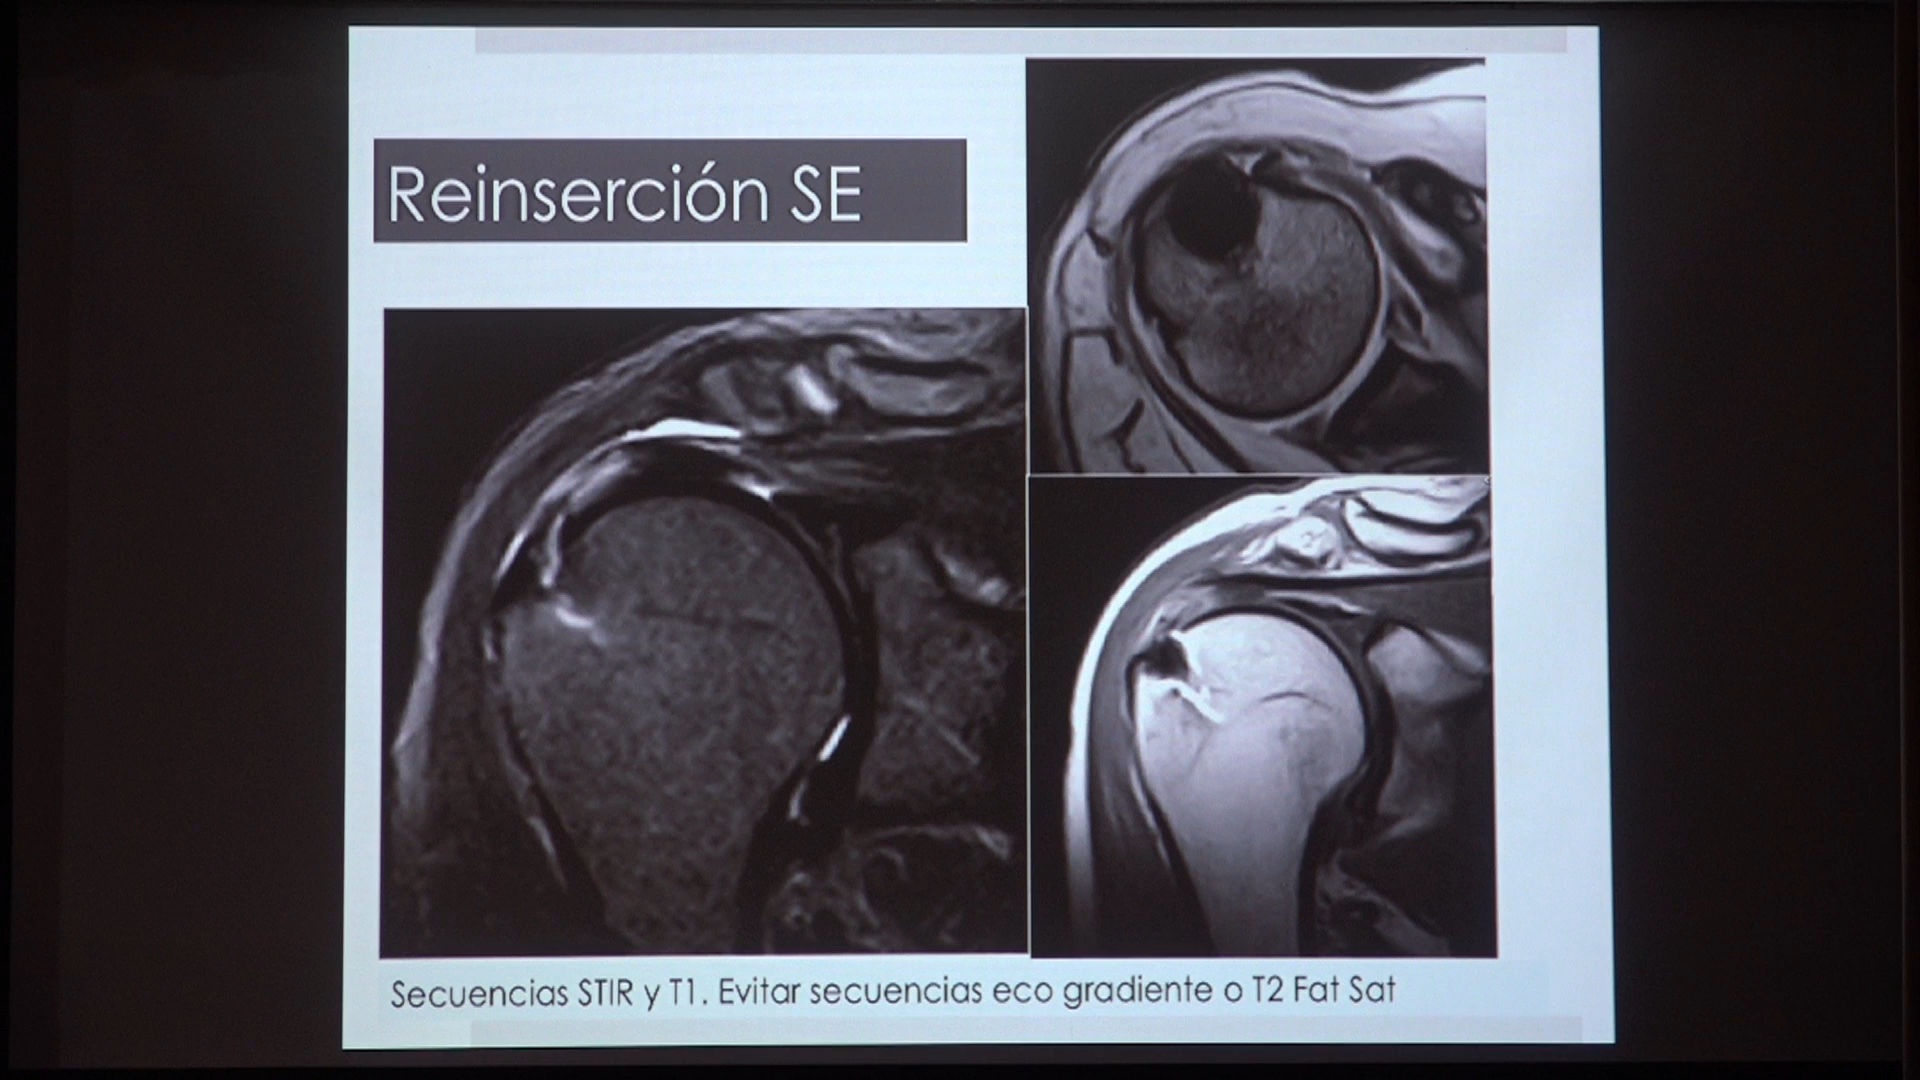 Reinserción SE
Secuencias STIR y T1. Evitar secuencias eco gradiente o T2 Fat Sat